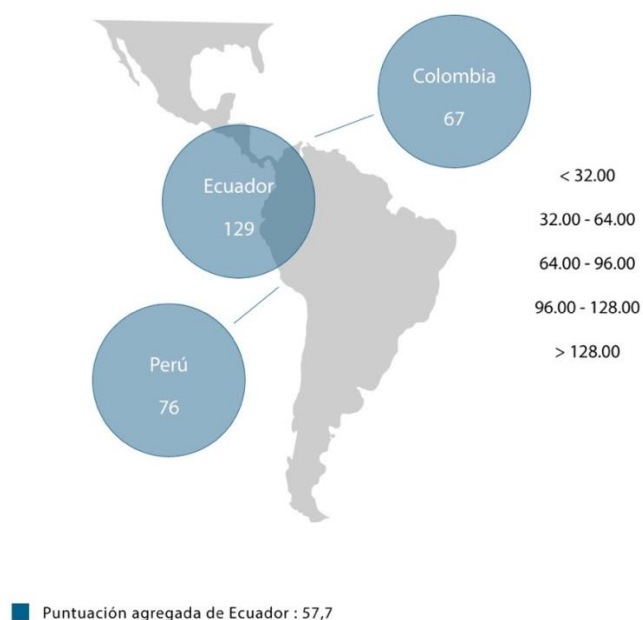 Colombia
67
Ecuador
129
Perú
76
< 32.00
32.00 - 64.00
64.00 - 96.00
96.00 - 128.00
> 128.00
Puntuación agregada de Ecuador : 57,7